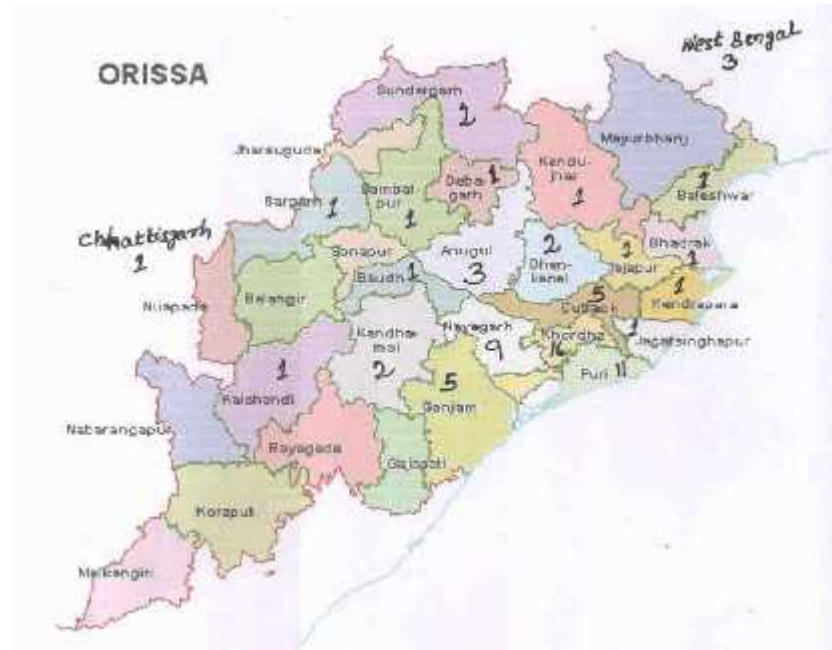 West Bengal
3
ORISSA
Sundargarh
2
Mayurbhanj
Jharsuguda
Kendu-
jhar
1
Deba
garh
1
Sambal
pur
1
Bargarh
1
Baleshwar
1
Chhattisgarh
1
Sonapur
Anugul
3
2
Dhen-
kanal
Jajapur
1
Bhadrak
1
Nuapada
Balangir
Baudh
1
Cuttack
5
Kendrapara
1
Kandha-
mal
2
Nayagarh
9
Khordha
16
1
Jagatsinghapur
Puri
11
1
Kalahandi
5
Ganjam
Nabarangapur
Rayagada
Gajapati
Koraput
Malkangiri